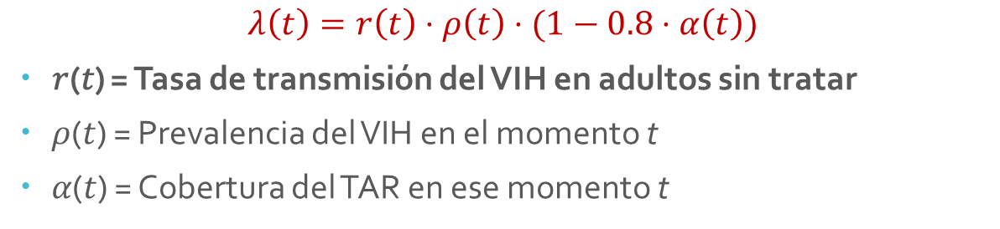 λ(t) = r(t) · ρ(t) · (1 − 0.8 · α(t))
• r(t) = Tasa de transmisión del VIH en adultos sin tratar
• ρ(t) = Prevalencia del VIH en el momento t
• α(t) = Cobertura del TAR en ese momento t